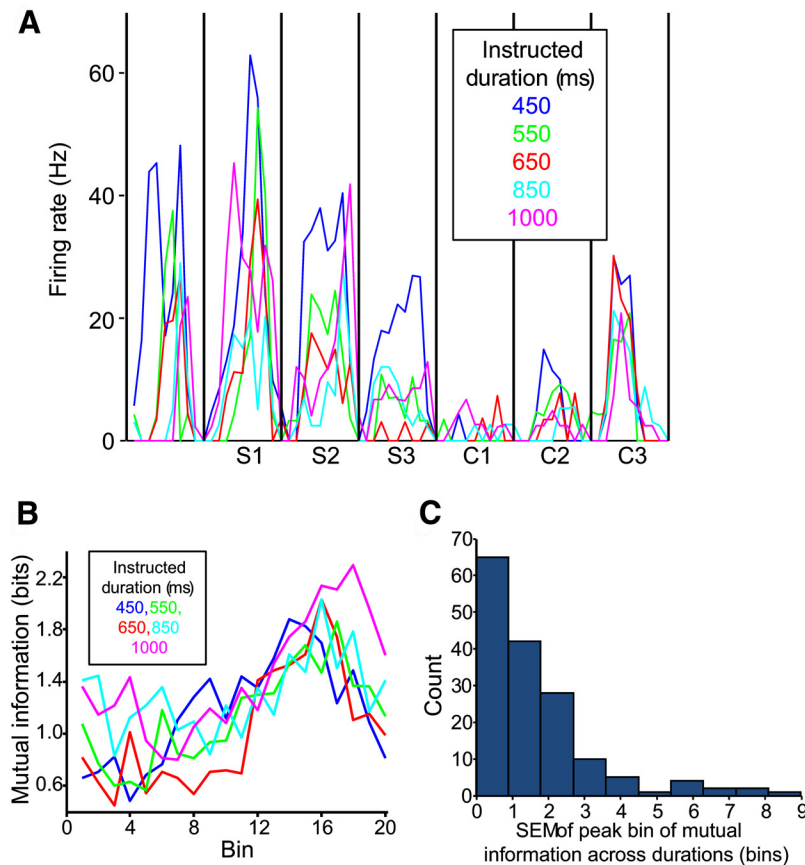 A
Firing rate (Hz)
60
40
20
0
Instructed
duration (ms)
450
550
650
850
1000
S1 S2 S3 C1 C2 C3
B
Mutual information (bits)
2.2
1.8
1.4
1.0
0.6
Instructed
duration (ms)
450,550,
650,850
1000
0 4 8 12 16 20
Bin
C
Count
70
60
50
40
30
20
10
0
0 1 2 3 4 5 6 7 8 9
SEMof peak bin of mutual
information across durations (bins)